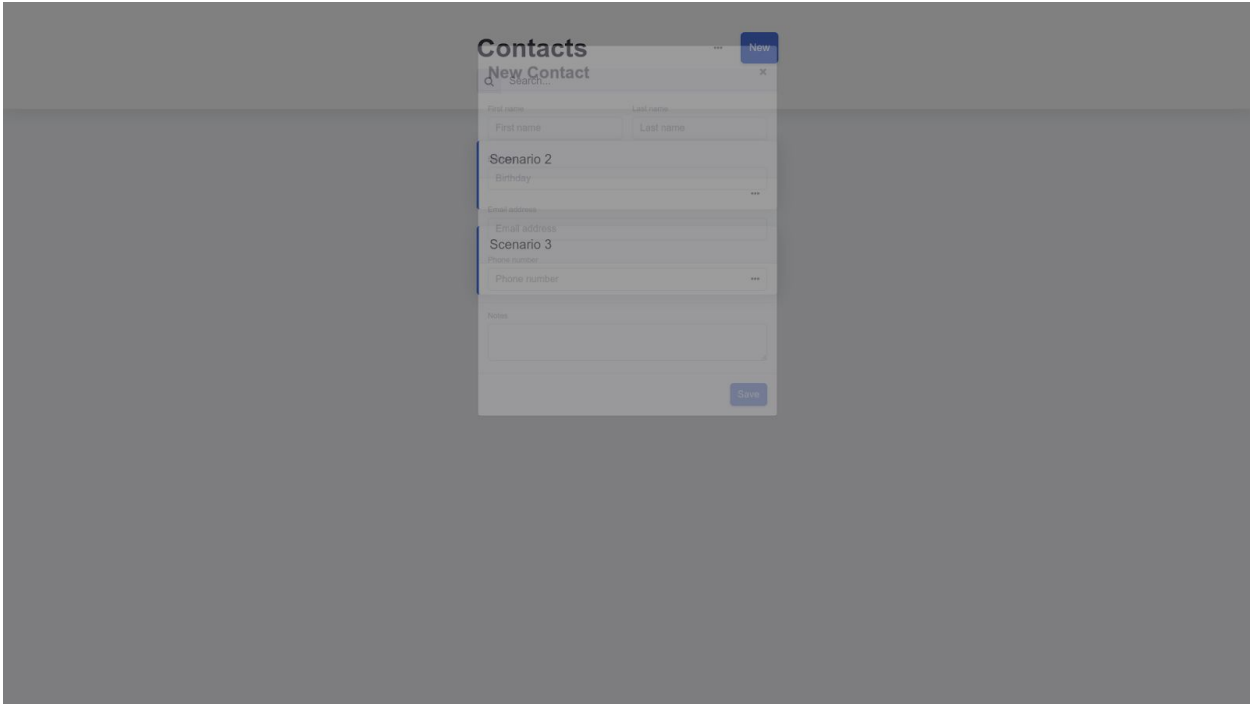 Contacts
... New
New Contact ×
Search...
First name Last name
First name Last name
Scenario 2
Birthday
...
Email address
Email address
Scenario 3
Phone number
Phone number ...
Notes
Save